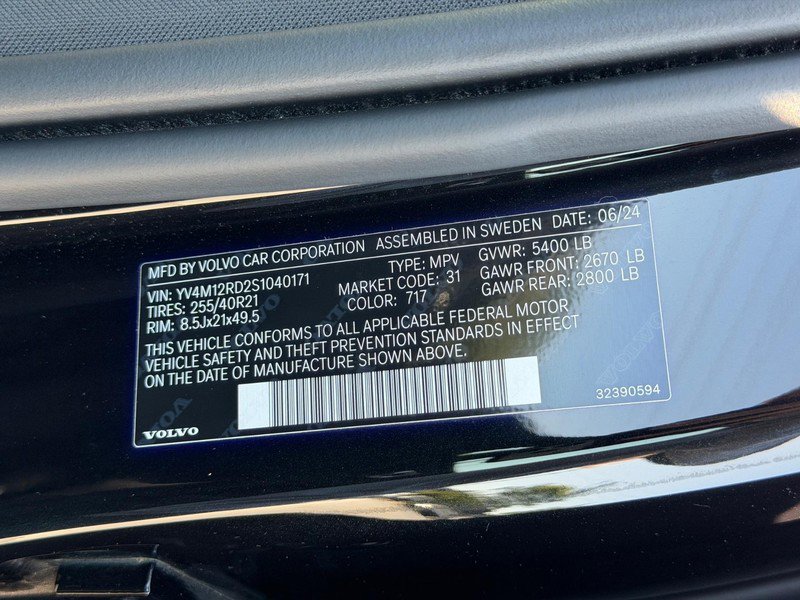 MFD BY VOLVO CAR CORPORATION ASSEMBLED IN SWEDEN DATE: 06/24
VIN: YV4M12RD2S1040171 TYPE: MPV GVWR: 5400 LB
TIRES: 255/40R21 MARKET CODE: 31 GAWR FRONT: 2670 LB
RIM: 8.5Jx21x49.5 COLOR: 717 GAWR REAR: 2800 LB
THIS VEHICLE CONFORMS TO ALL APPLICABLE FEDERAL MOTOR
VEHICLE SAFETY AND THEFT PREVENTION STANDARDS IN EFFECT
ON THE DATE OF MANUFACTURE SHOWN ABOVE.
VOLVO 32390594